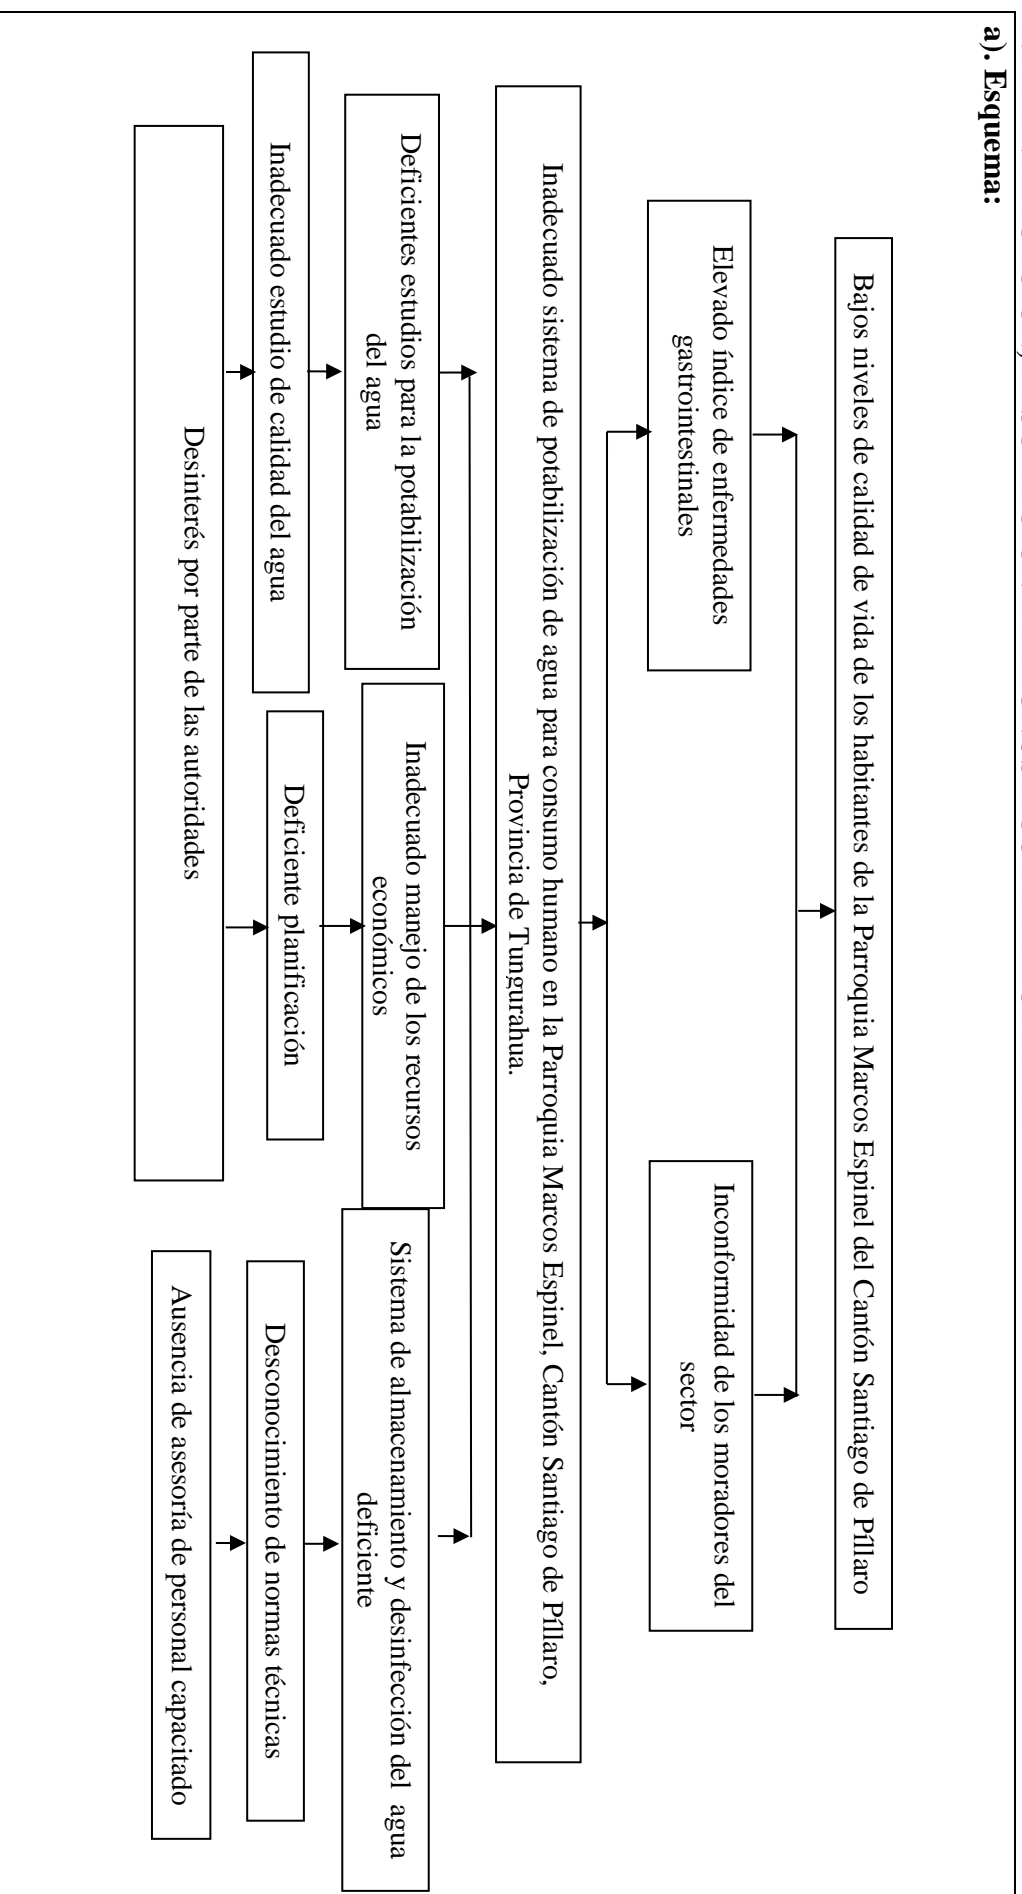 a). Esquema:
Bajos niveles de calidad de vida de los habitantes de la Parroquia Marcos Espinel del Cantón Santiago de Píllaro
Elevado índice de enfermedades
gastrointestinales
Inconformidad de los moradores del
sector
Inadecuado sistema de potabilización de agua para consumo humano en la Parroquia Marcos Espinel, Cantón Santiago de Píllaro,
Provincia de Tungurahua.
Deficientes estudios para la potabilización
del agua
Inadecuado manejo de los recursos
económicos
Sistema de almacenamiento y desinfección del agua
deficiente
Inadecuado estudio de calidad del agua
Deficiente planificación
Desconocimiento de normas técnicas
Desinterés por parte de las autoridades
Ausencia de asesoría de personal capacitado